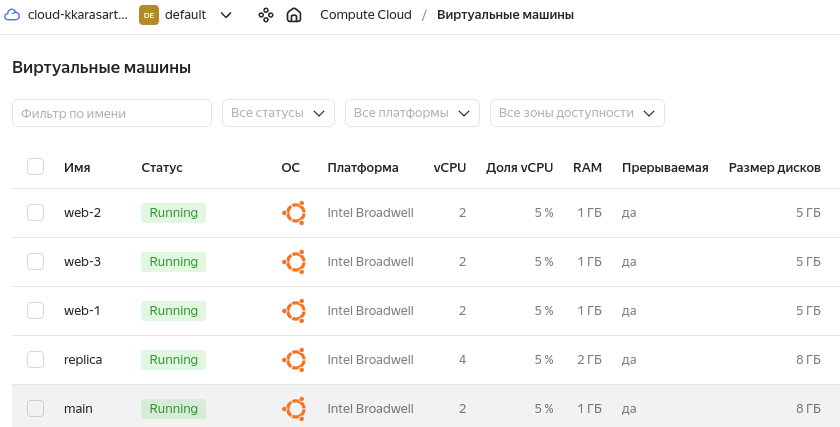 cloud-kkarasart... DE default Compute Cloud / Виртуальные машины
Виртуальные машины
Фильтр по имени Все статусы Все платформы Все зоны доступности
Имя Статус ОС Платформа vCPU Доля vCPU RAM Прерываемая Размер дисков
web-2 Running Intel Broadwell 2 5 % 1 ГБ да 5 ГБ
web-3 Running Intel Broadwell 2 5 % 1 ГБ да 5 ГБ
web-1 Running Intel Broadwell 2 5 % 1 ГБ да 5 ГБ
replica Running Intel Broadwell 4 5 % 2 ГБ да 8 ГБ
main Running Intel Broadwell 2 5 % 1 ГБ да 8 ГБ